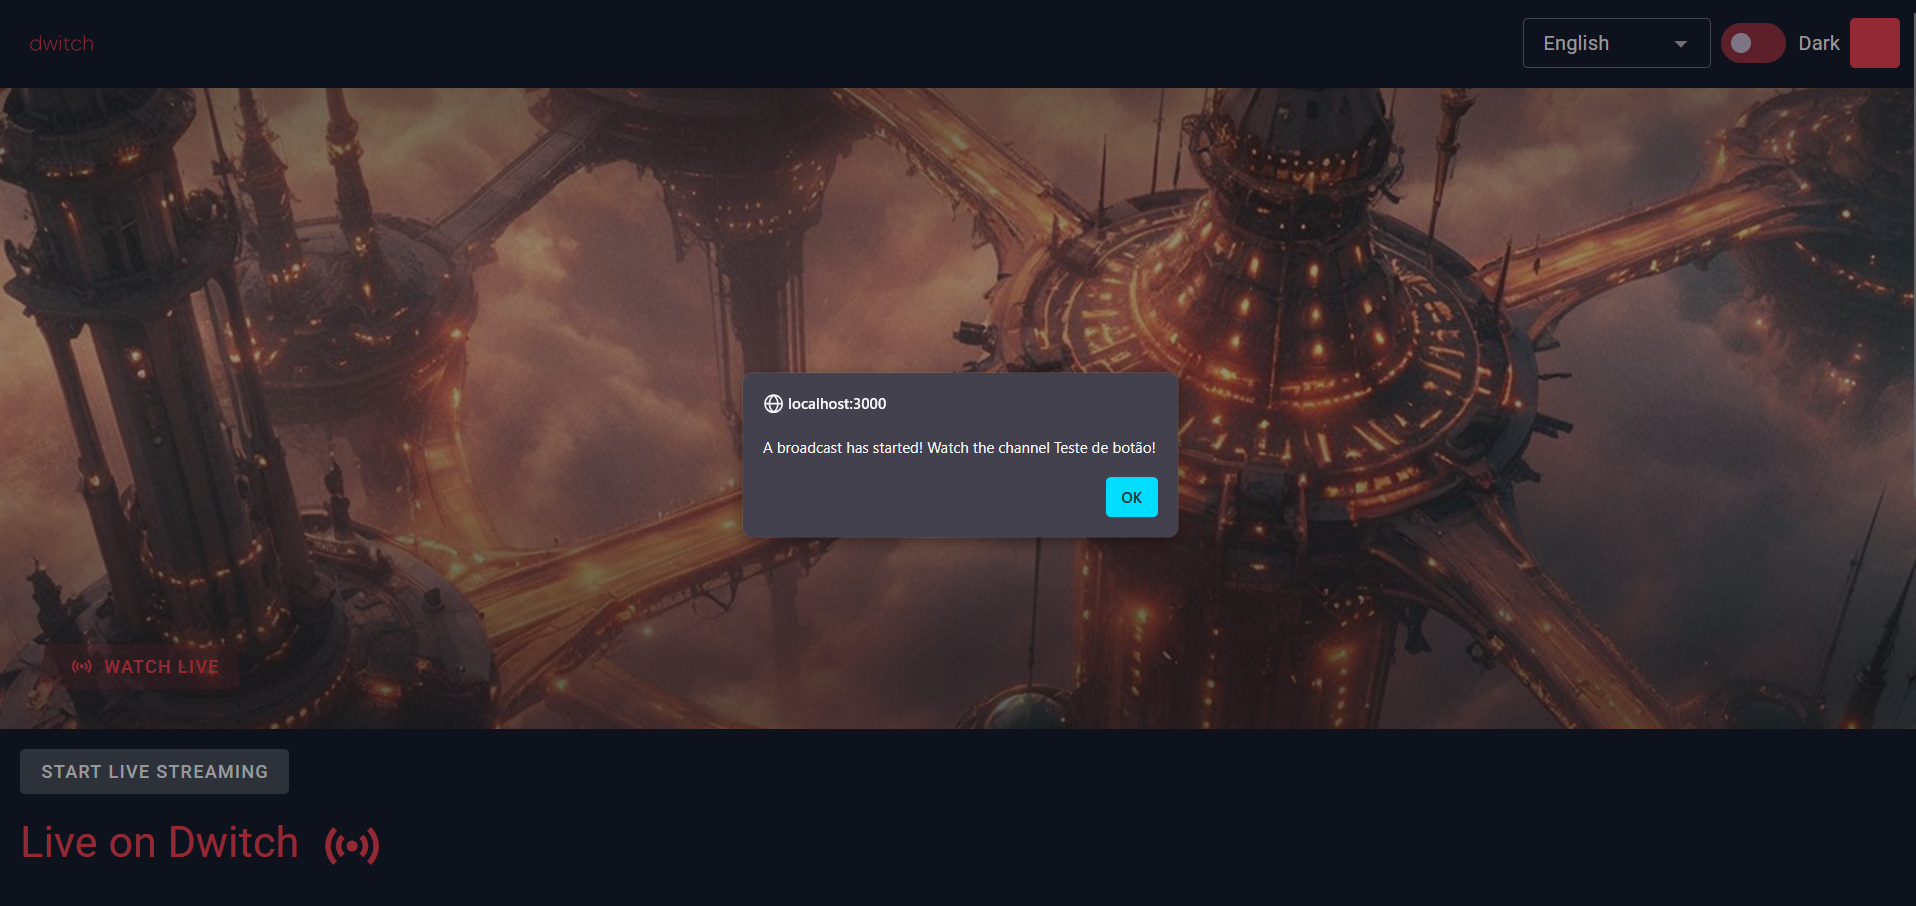 dwitch
English
Dark
localhost:3000
A broadcast has started! Watch the channel Teste de botão!
OK
WATCH LIVE
START LIVE STREAMING
Live on Dwitch